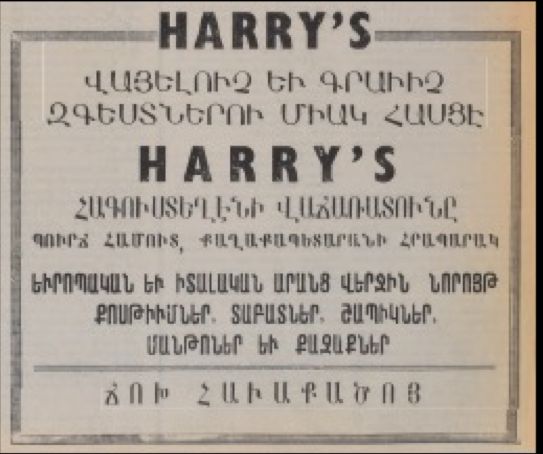 HARRY'S
ՎԱՅԵԼՈՒՉ ԵՒ ԳՐԱՒԻՉ
ԶԳԵՍՏՆԵՐՈՒ ՄԻԱԿ ՀԱՍՑԷ
HARRY'S
ՀԱԳՈՒՍՏԵՂԷՆԻ ՎԱՃԱՌԱՏՈՒՆԸ
ՊՈՒՐՃ ՀԱՄՈՒՏ, ՔԱՂԱՔԱՊԵՏԱՐԱՆԻ ՀՐԱՊԱՐԱԿ
ԵՒՐՈՊԱԿԱՆ ԵՒ ԻՏԱԼԱԿԱՆ ԱՐԱՆՑ ՎԵՐՋԻՆ ՆՈՐՈՅԹ
ՔՈՍԹԻՒՄՆԵՐ, ՏԱԲԱՏՆԵՐ, ՇԱՊԻԿՆԵՐ,
ՄԱՆԹՈՆԵՐ ԵՒ ԲԱԶԱՔՆԵՐ
ՃՈԽ ՀԱՒԱՔԱԾՈՅ